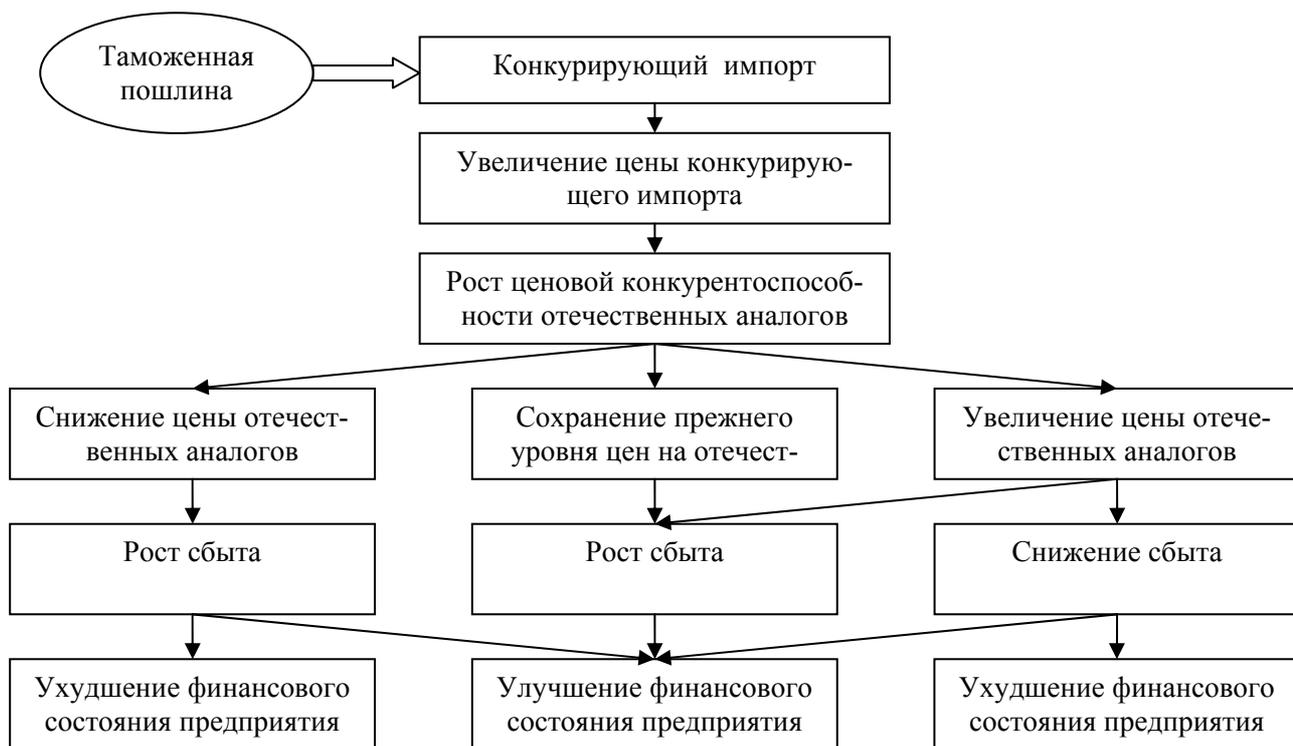 Таможенная
пошлина
Конкурирующий импорт
Увеличение цены конкурирую-
щего импорта
Рост ценовой конкурентоспособ-
ности отечественных аналогов
Снижение цены отечест-
венных аналогов
Сохранение прежнего
уровня цен на отечест-
Увеличение цены отече-
ственных аналогов
Рост сбыта
Рост сбыта
Снижение сбыта
Ухудшение финансового
состояния предприятия
Улучшение финансового
состояния предприятия
Ухудшение финансового
состояния предприятия